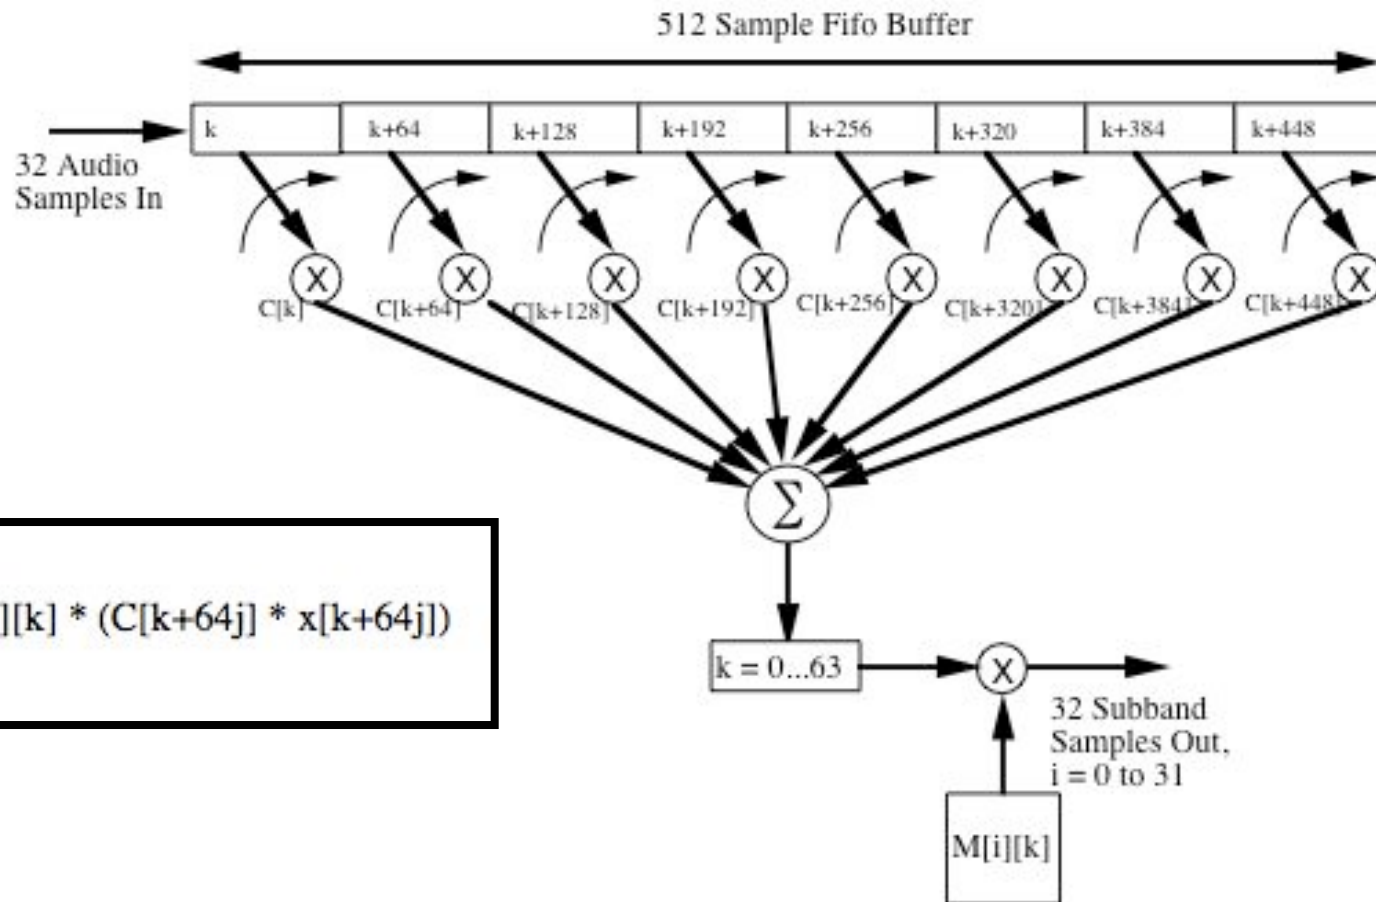 512 Sample Fifo Buffer
k
k+64
k+128
k+192
k+256
k+320
k+384
k+448
32 Audio
Samples In
X
X
X
X
X
X
X
X
C[k]
C[k+64]
C[k+128]
C[k+192]
C[k+256]
C[k+320]
C[k+384]
C[k+448]
Σ
][k] * (C[k+64j] * x[k+64j])
k = 0...63
X
32 Subband
Samples Out,
i = 0 to 31
M[i][k]